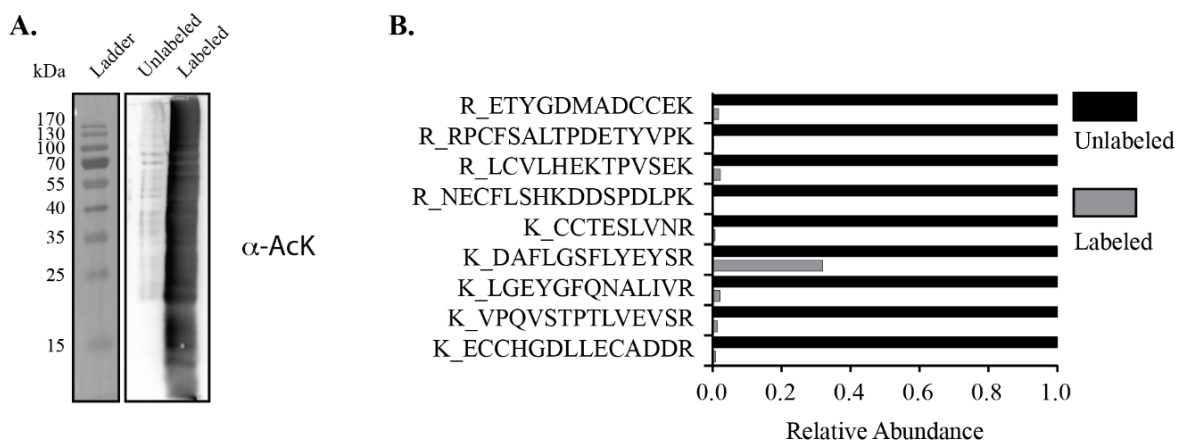 A.
kDa
Ladder
Unlabeled
Labeled
170
130
100
70
55
40
35
25
15
α-AcK
B.
R_ETYGDMADCCEK
R_RPCFSALTPDETYVPK
R_LCVLHEKTPVSEK
R_NECFLSHKDDSPDLPK
K_CCTESLVNR
K_DAFLGSFLYEYSR
K_LGEYGFQNALIVR
K_VPQVSTPTLVEVSR
K_ECCHGDLLECADDR
0.0 0.2 0.4 0.6 0.8 1.0
Relative Abundance
Unlabeled
Labeled